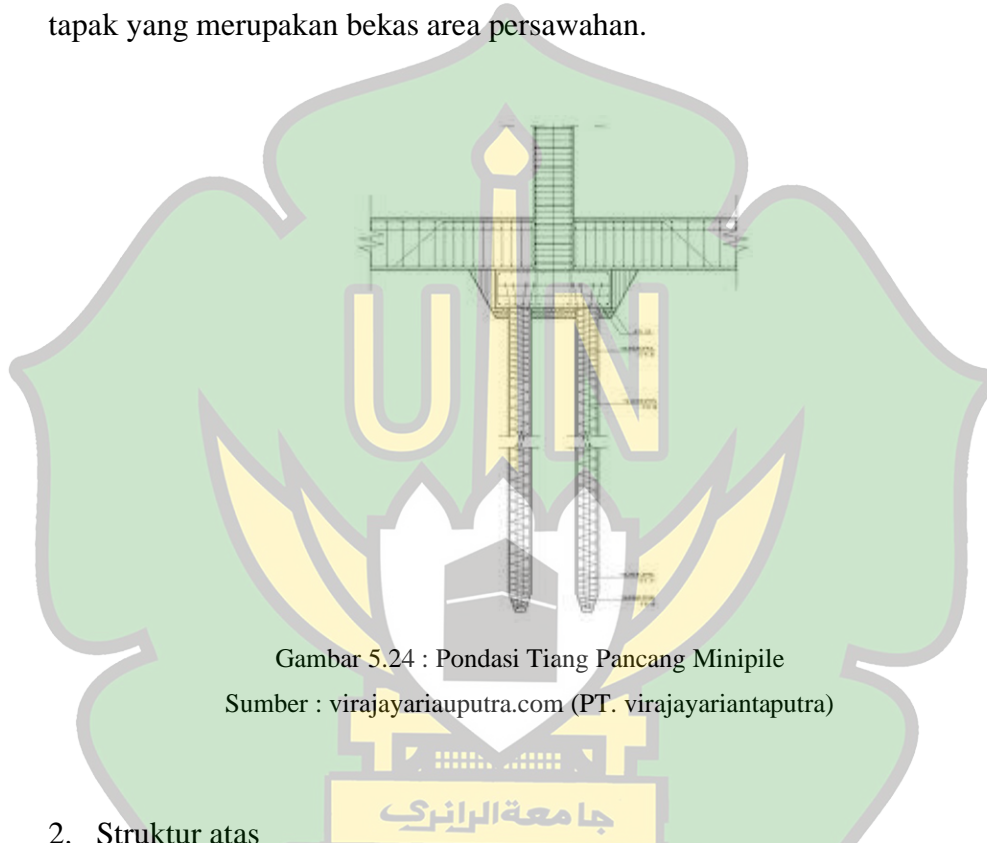 tapak yang merupakan bekas area persawahan.
UIN
Gambar 5.24 : Pondasi Tiang Pancang Minipile
Sumber : virajayariauputra.com (PT. virajayariantaputra)
جامعة الرانري
2. Struktur atas